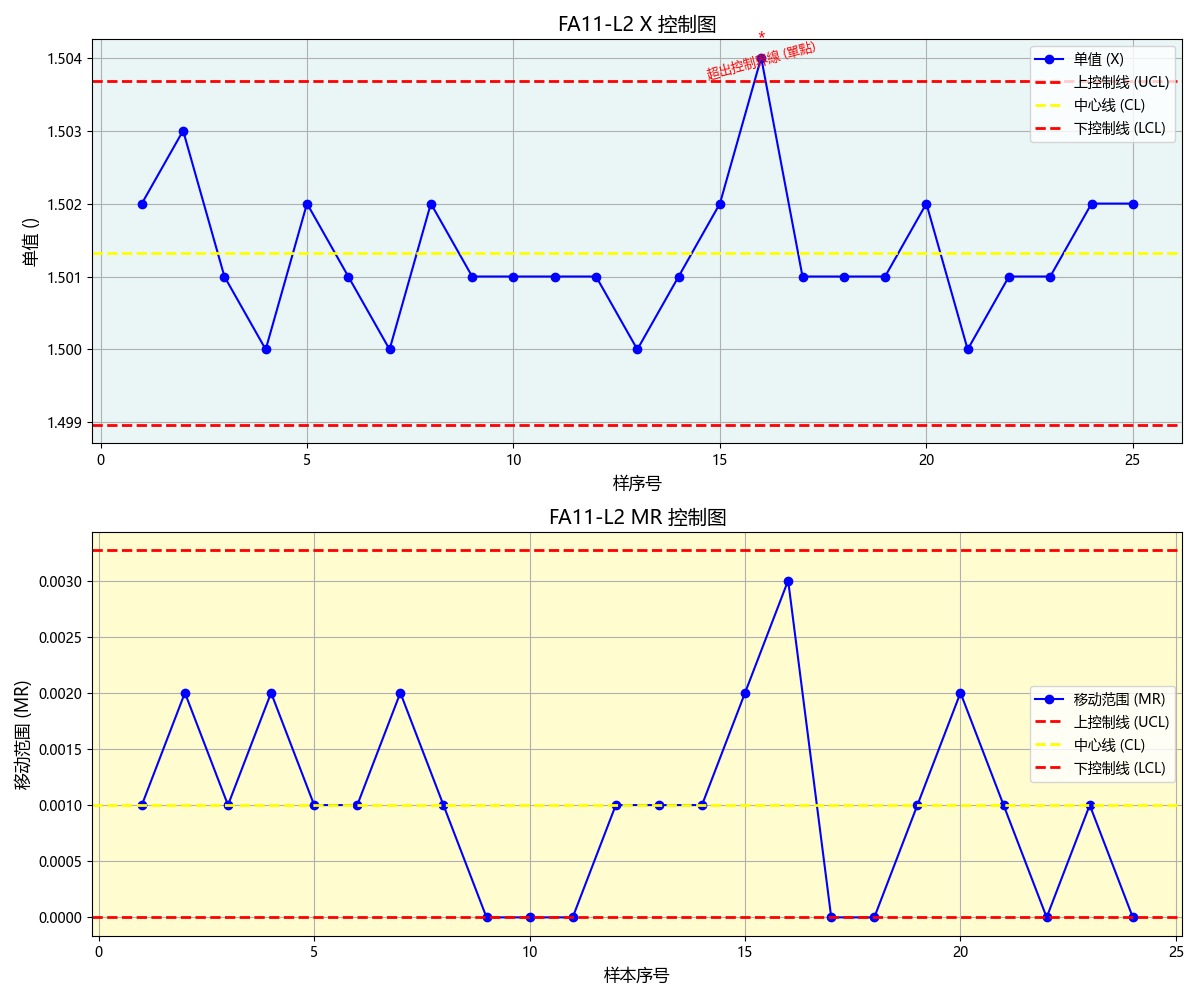 FA11-L2 X 控制图
*
超出控制界線 (單點)
单值 (X)
上控制线 (UCL)
中心线 (CL)
下控制线 (LCL)
1.504
1.503
1.502
1.501
1.500
1.499
单值 ()
0 5 10 15 20 25
样序号
FA11-L2 MR 控制图
0.0030
0.0025
0.0020
0.0015
0.0010
0.0005
0.0000
移动范围 (MR)
移动范围 (MR)
上控制线 (UCL)
中心线 (CL)
下控制线 (LCL)
0 5 10 15 20 25
样本序号